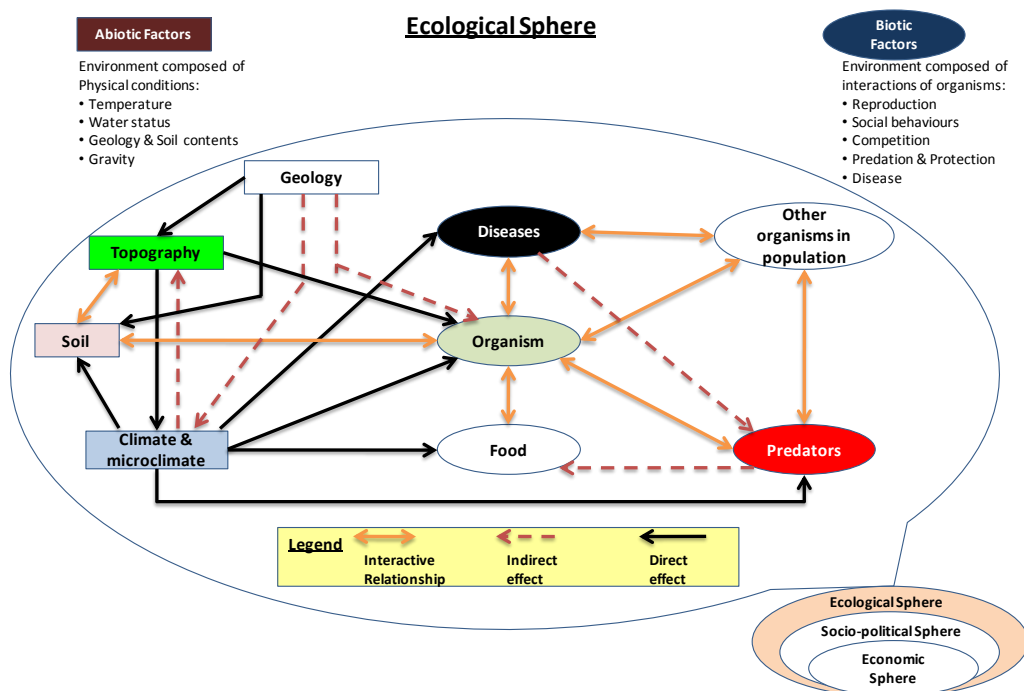 Ecological Sphere
Abiotic Factors
Environment composed of
Physical conditions:
• Temperature
• Water status
• Geology & Soil contents
• Gravity
Biotic
Factors
Environment composed of
interactions of organisms:
• Reproduction
• Social behaviours
• Competition
• Predation & Protection
• Disease
Geology
Topography
Soil
Climate &
microclimate
Diseases
Organism
Food
Other
organisms in
population
Predators
Legend
Interactive
Relationship
Indirect
effect
Direct
effect
Ecological Sphere
Socio-political Sphere
Economic
Sphere